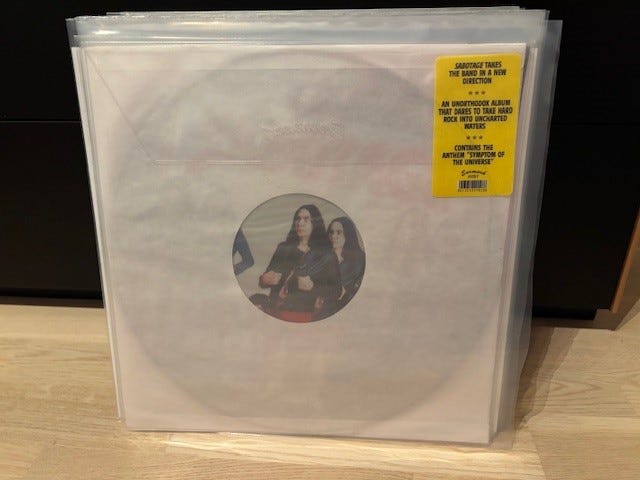 SABOTAGE TAKES
THE BAND IN A NEW
DIRECTION
★★★
AN UNORTHODOX ALBUM
THAT DARES TO TAKE HARD
ROCK INTO UNCHARTED
WATERS
★★★
CONTAINS THE
ANTHEM "SYMPTOM OF
THE UNIVERSE"
Earmark